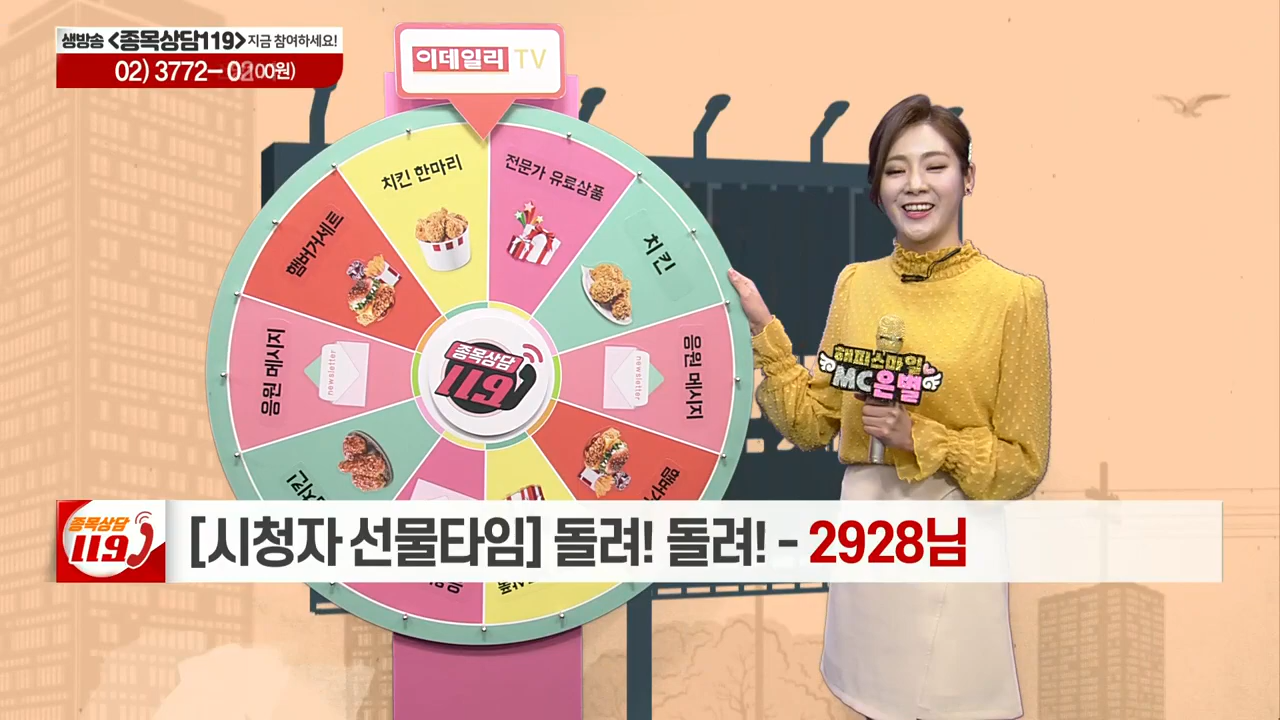 생방송 <종목상담119> 지금 참여하세요!
02) 3772-
이데일리 TV
치킨 한마리
전문가 유료상품
햄버거세트
치킨
응원 메시지
newsletter
응원 메시지
newsletter
종목상담
119
해피스마일
MC은별
종목상담
119
[시청자 선물타임] 돌려! 돌려! - 2928님